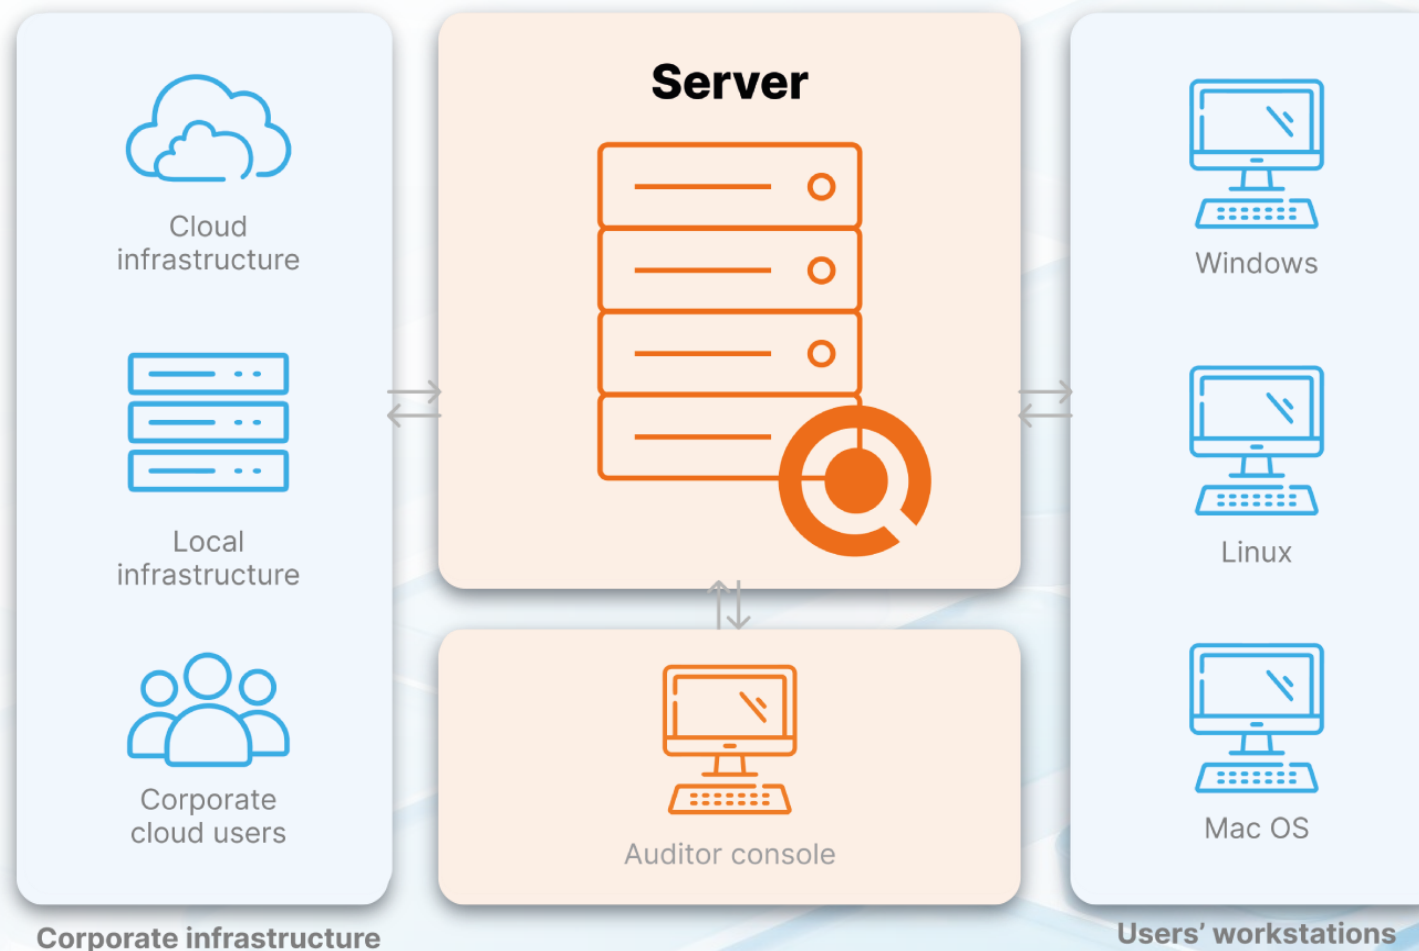 Cloud
infrastructure
Local
infrastructure
Corporate
cloud users
Corporate infrastructure
Server
Auditor console
Windows
Linux
Mac OS
Users’ workstations